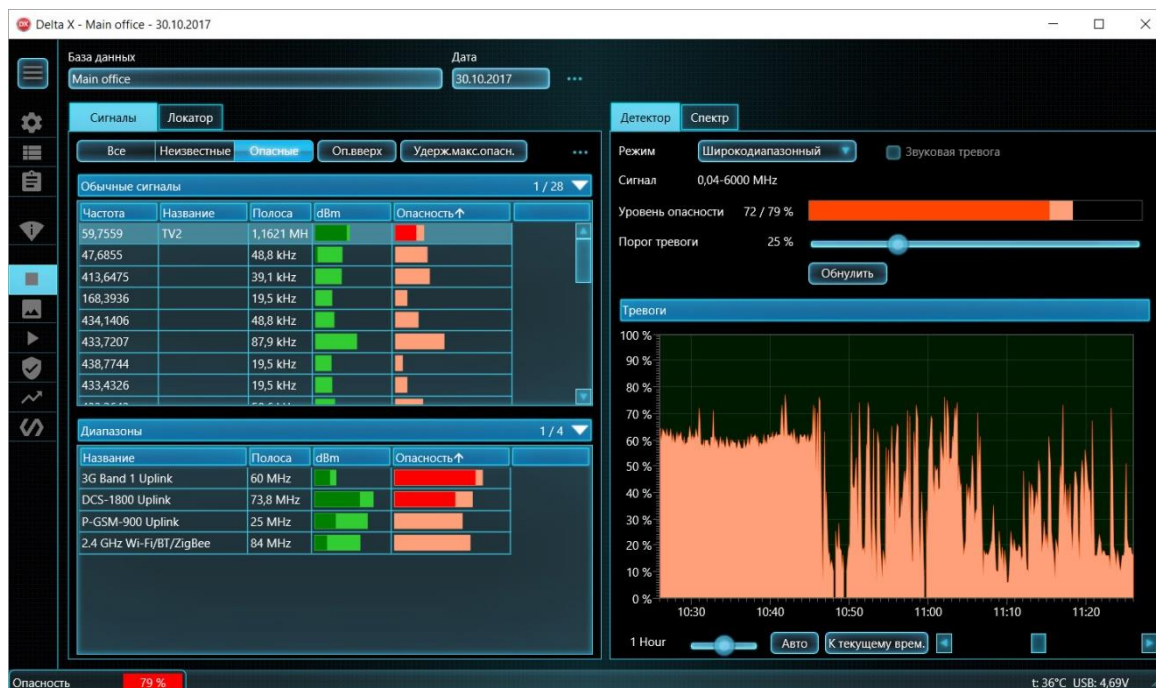 DX Delta X - Main office - 30.10.2017
База данных Дата
Main office 30.10.2017
Сигналы Локатор
Все Неизвестные Опасные Оп.вверх Удерж.макс.опасн.
Обычные сигналы 1 / 28
Частота Название Полоса dBm Опасность↑
59,7559 TV2 1,1621 MH
47,6855 48,8 kHz
413,6475 39,1 kHz
168,3936 19,5 kHz
434,1406 48,8 kHz
433,7207 87,9 kHz
438,7744 19,5 kHz
433,4326 19,5 kHz
Диапазоны 1 / 4
Название Полоса dBm Опасность↑
3G Band 1 Uplink 60 MHz
DCS-1800 Uplink 73,8 MHz
P-GSM-900 Uplink 25 MHz
2.4 GHz Wi-Fi/BT/ZigBee 84 MHz
Детектор Спектр
Режим Широкодиапазонный Звуковая тревога
Сигнал 0,04-6000 MHz
Уровень опасности 72 / 79 %
Порог тревоги 25 %
Обнулить
Тревоги
100 %
90 %
80 %
70 %
60 %
50 %
40 %
30 %
20 %
10 %
0 %
10:30 10:40 10:50 11:00 11:10 11:20
1 Hour Авто К текущему врем.
Опасность 79 % t: 36°C USB: 4,69V